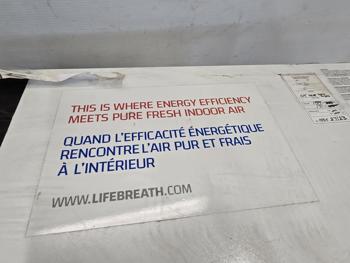 THIS IS WHERE ENERGY EFFICIENCY
MEETS PURE FRESH INDOOR AIR
QUAND L'EFFICACITÉ ÉNERGÉTIQUE
RENCONTRE L'AIR PUR ET FRAIS
À L'INTÉRIEUR
WWW.LIFEBREATH.COM